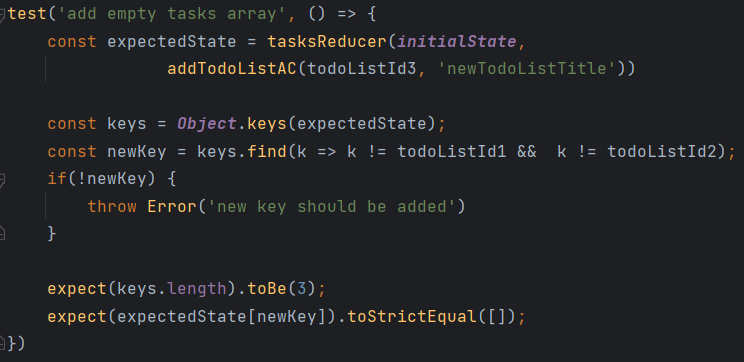 test('add empty tasks array', () => {
    const expectedState = tasksReducer(initialState,
                addTodoListAC(todoListId3, 'newTodoListTitle'))
    const keys = Object.keys(expectedState);
    const newKey = keys.find(k => k != todoListId1 &&  k != todoListId2);
    if(!newKey) {
        throw Error('new key should be added')
    }
    expect(keys.length).toBe(3);
    expect(expectedState[newKey]).toStrictEqual([]);
})